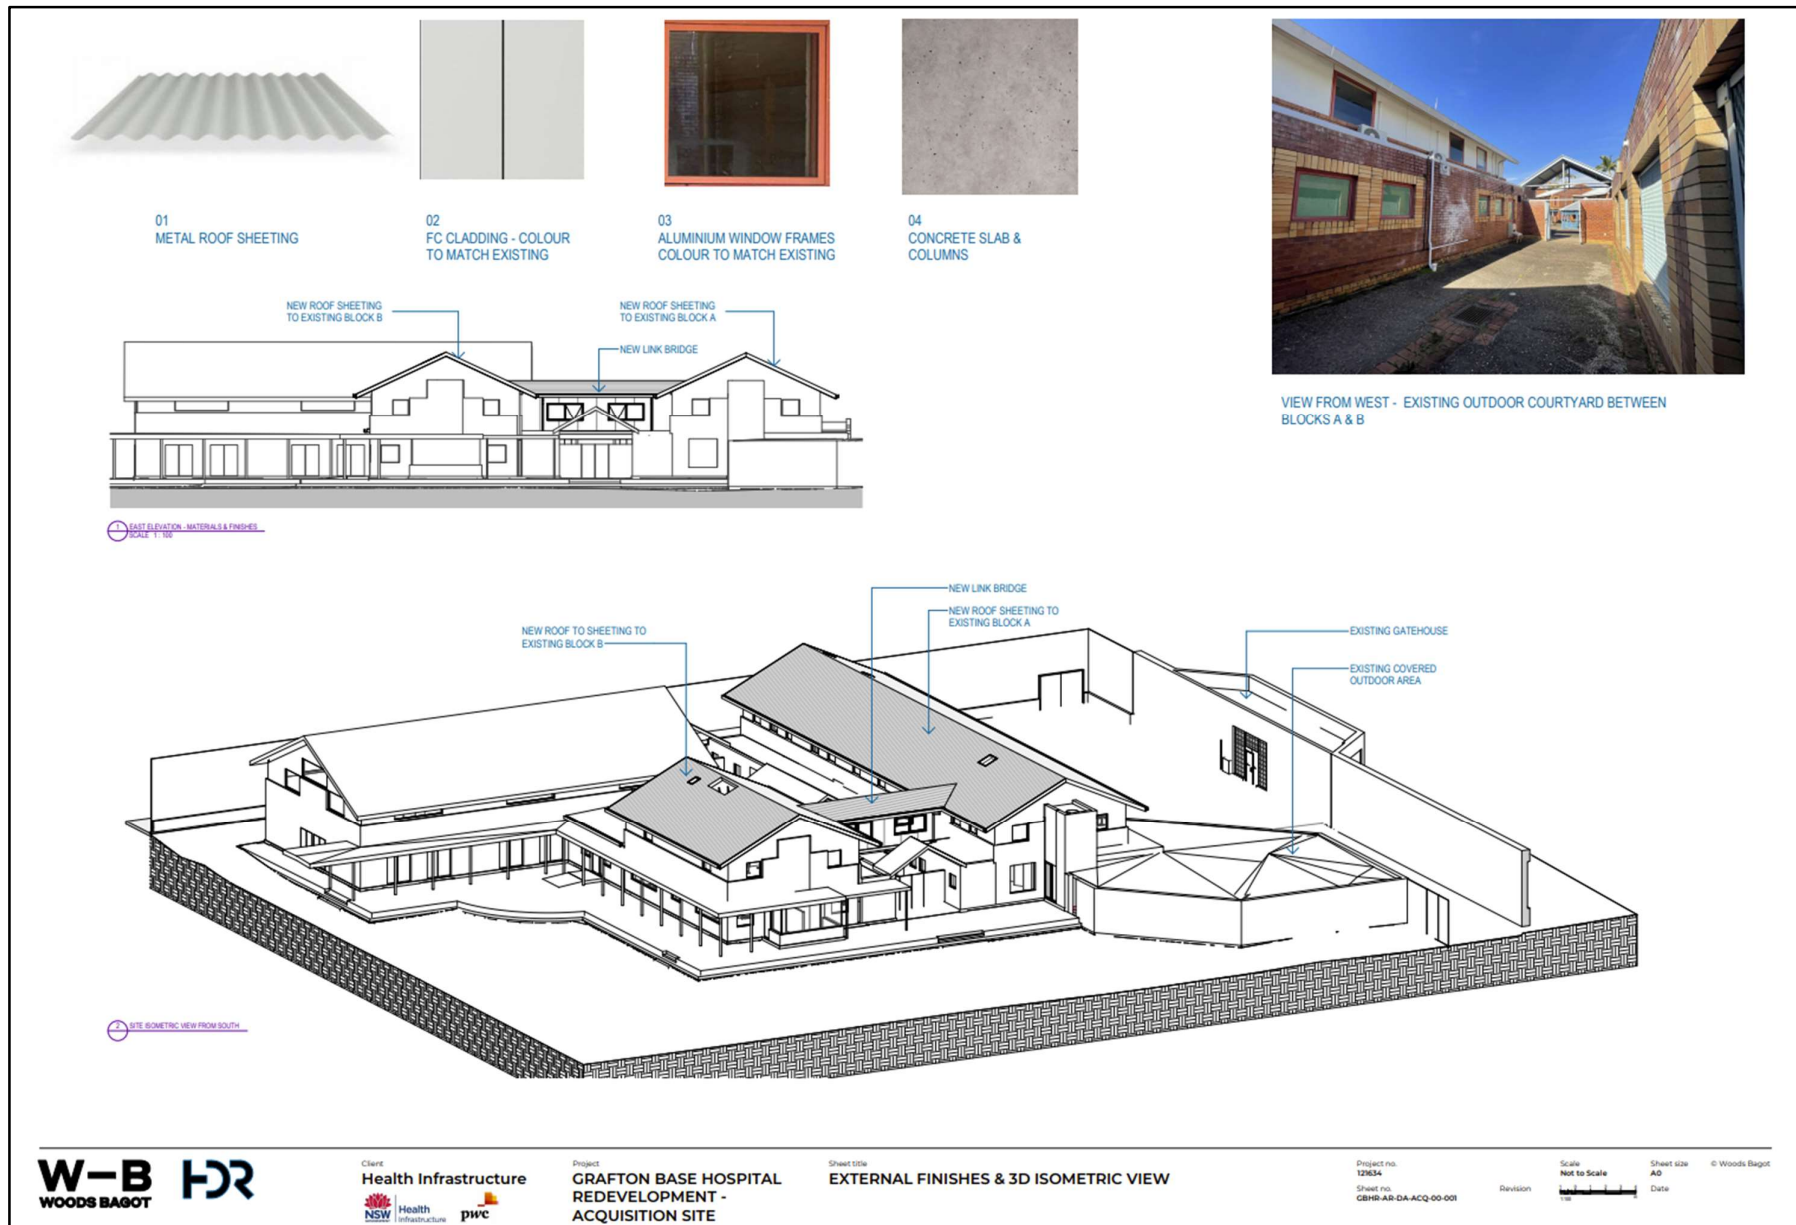 01
METAL ROOF SHEETING
02
FC CLADDING - COLOUR
TO MATCH EXISTING
03
ALUMINIUM WINDOW FRAMES
COLOUR TO MATCH EXISTING
04
CONCRETE SLAB &
COLUMNS
VIEW FROM WEST - EXISTING OUTDOOR COURTYARD BETWEEN
BLOCKS A & B
NEW ROOF SHEETING
TO EXISTING BLOCK B
NEW ROOF SHEETING
TO EXISTING BLOCK A
NEW LINK BRIDGE
1
EAST ELEVATION - MATERIALS & FINISHES
SCALE 1 : 100
NEW LINK BRIDGE
NEW ROOF SHEETING TO
EXISTING BLOCK A
NEW ROOF TO SHEETING TO
EXISTING BLOCK B
EXISTING GATEHOUSE
EXISTING COVERED
OUTDOOR AREA
2
SITE ISOMETRIC VIEW FROM SOUTH
W–B
WOODS BAGOT
HDR
Client
Health Infrastructure
NSW
Health
Infrastructure
pwc
Project
GRAFTON BASE HOSPITAL
REDEVELOPMENT -
ACQUISITION SITE
Sheet title
EXTERNAL FINISHES & 3D ISOMETRIC VIEW
Project no.
121634
Sheet no.
GBHR-AR-DA-ACQ-00-001
Revision
Scale
Not to Scale
Sheet size
A0
Date
© Woods Bagot